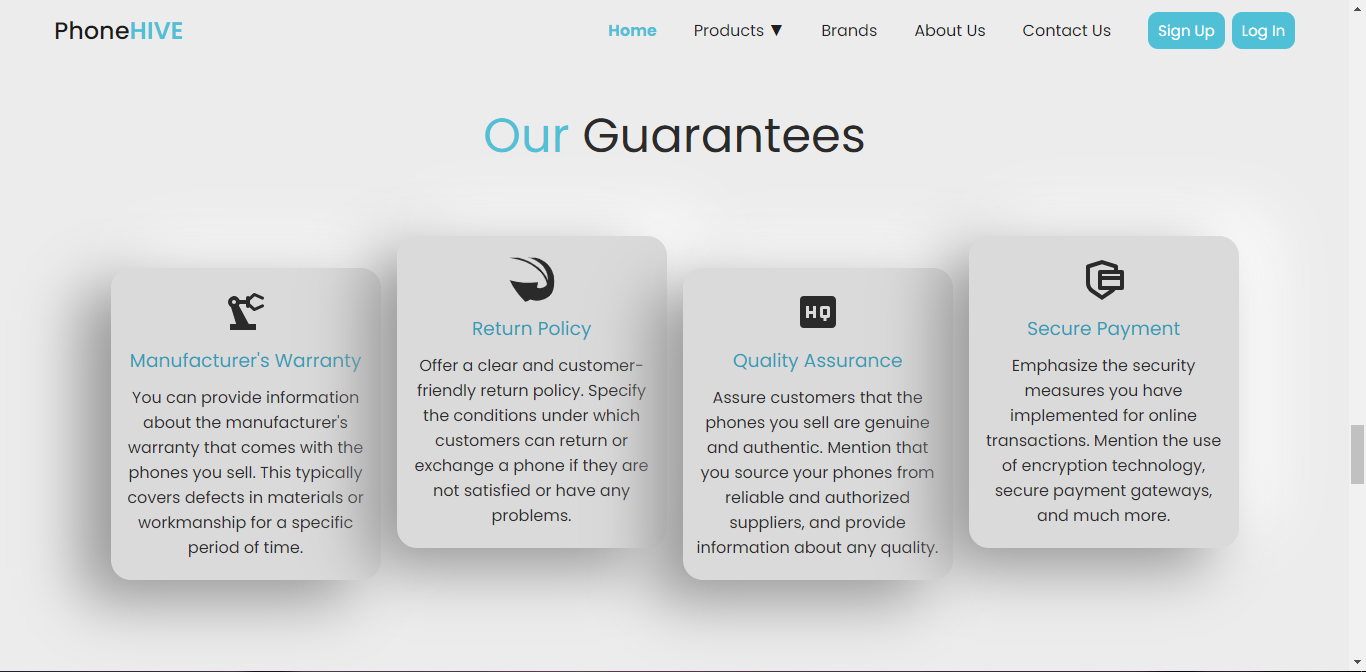 PhoneHIVE
Home
Products ▼
Brands
About Us
Contact Us
Sign Up
Log In
Our Guarantees
Manufacturer's Warranty
You can provide information
about the manufacturer's
warranty that comes with the
phones you sell. This typically
covers defects in materials or
workmanship for a specific
period of time.
Return Policy
Offer a clear and customer-
friendly return policy. Specify
the conditions under which
customers can return or
exchange a phone if they are
not satisfied or have any
problems.
HQ
Quality Assurance
Assure customers that the
phones you sell are genuine
and authentic. Mention that
you source your phones from
reliable and authorized
suppliers, and provide
information about any quality.
Secure Payment
Emphasize the security
measures you have
implemented for online
transactions. Mention the use
of encryption technology,
secure payment gateways,
and much more.